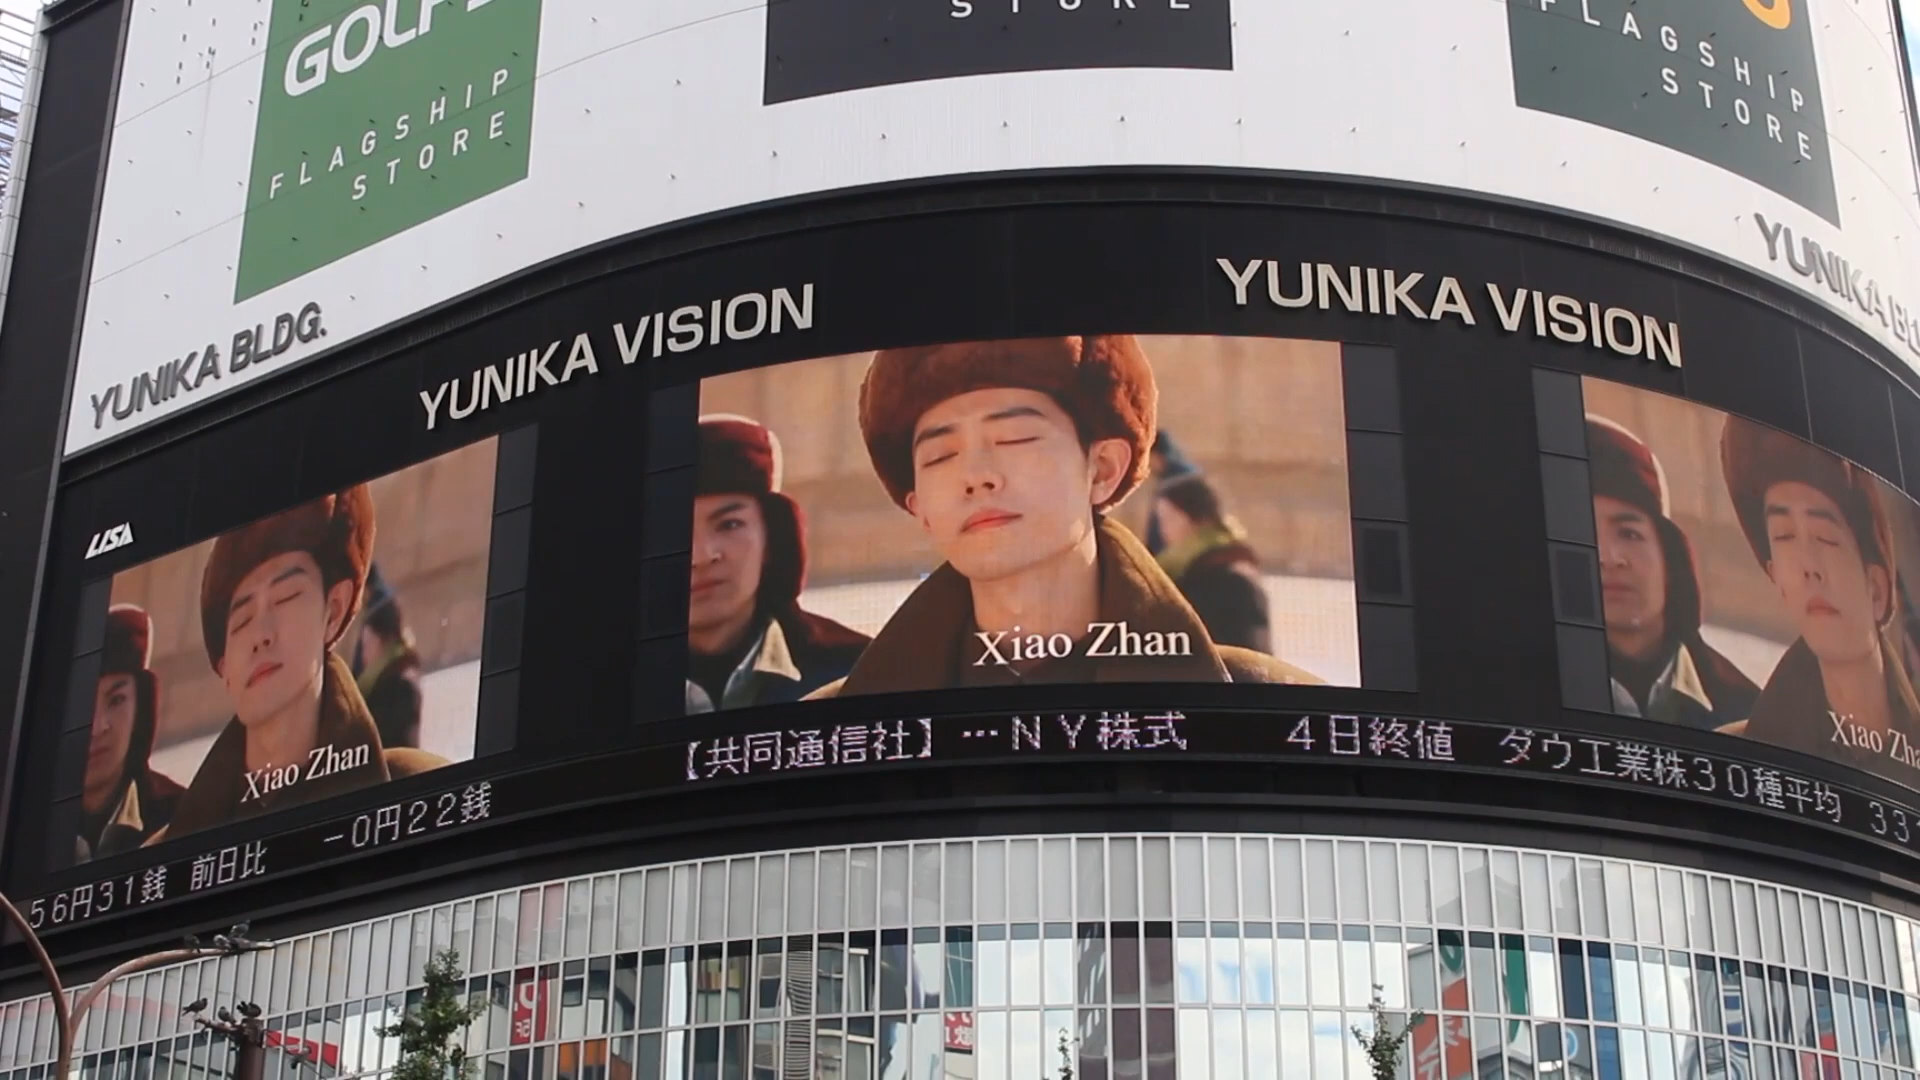 GOLF
FLAGSHIP
STORE
STORE
FLAGSHIP
STORE
YUNIKA BLDG.
YUNIKA VISION
YUNIKA VISION
YUNIKA
LISA
Xiao Zhan
Xiao Zhan
Xiao
56円31銭 前日比 －0円22銭
【共同通信社】…NY株式 4日終値 ダウ工業株30種平均 33